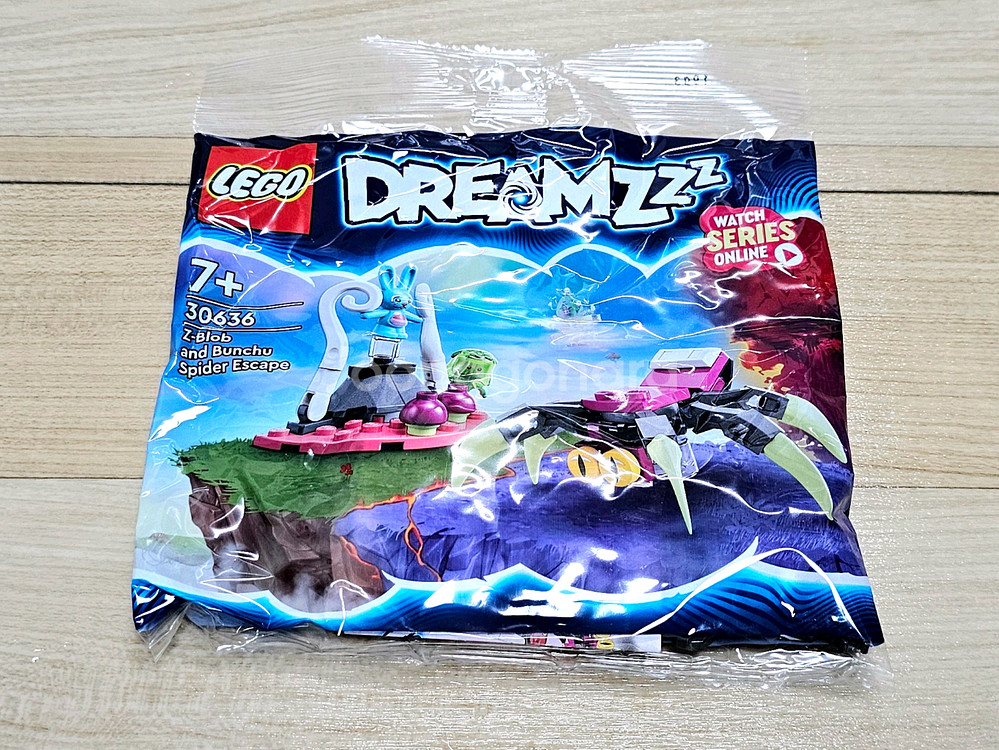 LEGO
DREAMZzz
WATCH
SERIES
ONLINE
7+
30636
Z-Blob
and Bunchu
Spider Escape